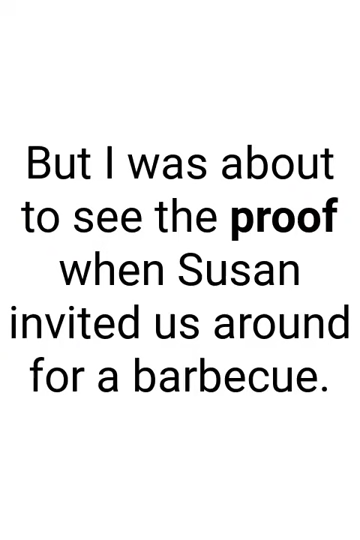 But I was about
to see the proof
when Susan
invited us around
for a barbecue.